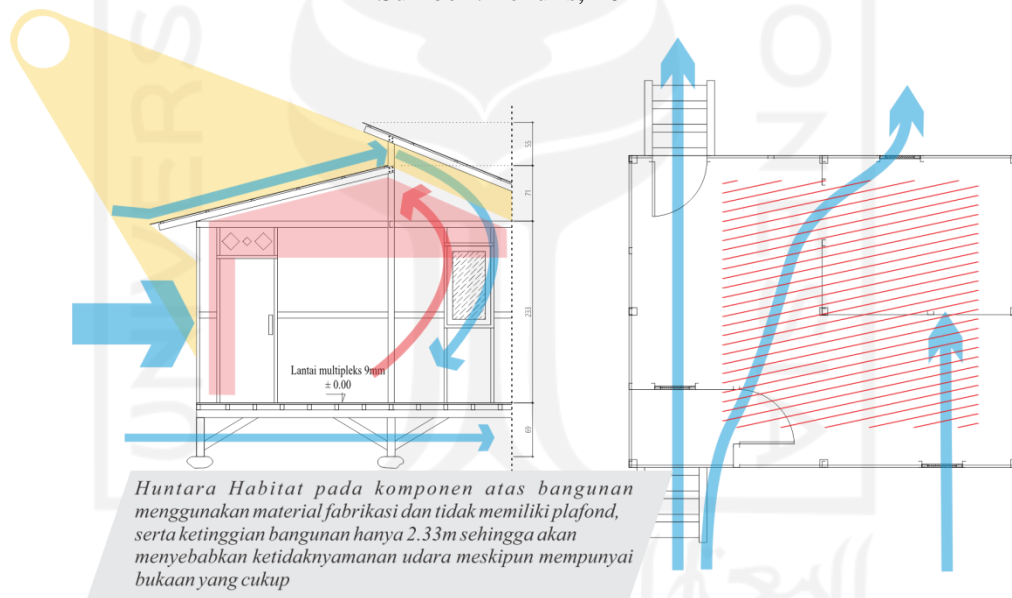 55
71
233
Lantai multipleks 9mm
± 0.00
69
Huntara Habitat pada komponen atas bangunan
menggunakan material fabrikasi dan tidak memiliki plafond,
serta ketinggian bangunan hanya 2.33m sehingga akan
menyebabkan ketidaknyamanan udara meskipun mempunyai
bukaan yang cukup